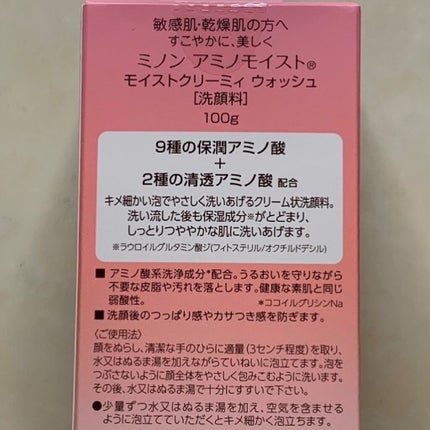 敏感肌・乾燥肌の方へ
すこやかに、美しく
ミノン アミノモイスト®
モイストクリーミィ ウォッシュ
[洗顔料]
100g
9種の保潤アミノ酸
+
2種の清透アミノ酸 配合
キメ細かい泡でやさしく洗いあげるクリーム状洗顔料。
洗い流した後も保湿成分※がとどまり、
しっとりつややかな肌に洗いあげます。
※ラウロイルグルタミン酸ジ(フィトステリル/オクチルドデシル)
■ アミノ酸系洗浄成分*配合。うるおいを守りながら
不要な皮脂や汚れを落とします。健康な素肌と同じ
弱酸性。
*ココイルグリシンNa
■ 洗顔後のつっぱり感やカサつき感を防ぎます。
〈ご使用法〉
顔をぬらし、清潔な手のひらに適量(3センチ程度)を取り、
水又はぬるま湯を加えながらていねいに泡立てます。泡を
つぶさないように顔全体をやさしく包みこむように洗います。
その後、水又はぬるま湯で十分にすすいで下さい。
●少量ずつ水又はぬるま湯を加え、空気を含ませる
ように泡立てていただくとキメ細かく泡立ちます。